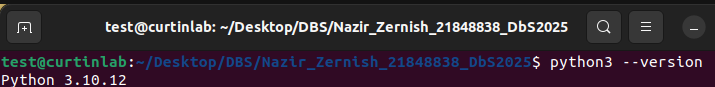 test@curtinlab: ~/Desktop/DBS/Nazir_Zernish_21848838_DbS2025
test@curtinlab:~/Desktop/DBS/Nazir_Zernish_21848838_DbS2025$ python3 --version
Python 3.10.12